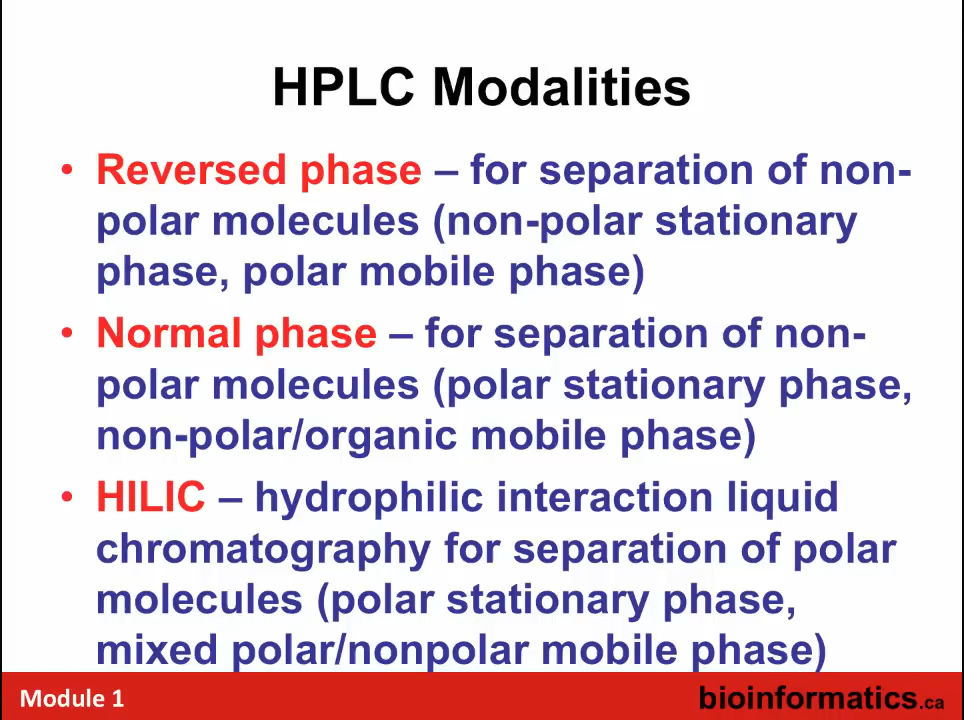 HPLC Modalities
• Reversed phase – for separation of non-
polar molecules (non-polar stationary
phase, polar mobile phase)
• Normal phase – for separation of non-
polar molecules (polar stationary phase,
non-polar/organic mobile phase)
• HILIC – hydrophilic interaction liquid
chromatography for separation of polar
molecules (polar stationary phase,
mixed polar/nonpolar mobile phase)
Module 1
bioinformatics.ca